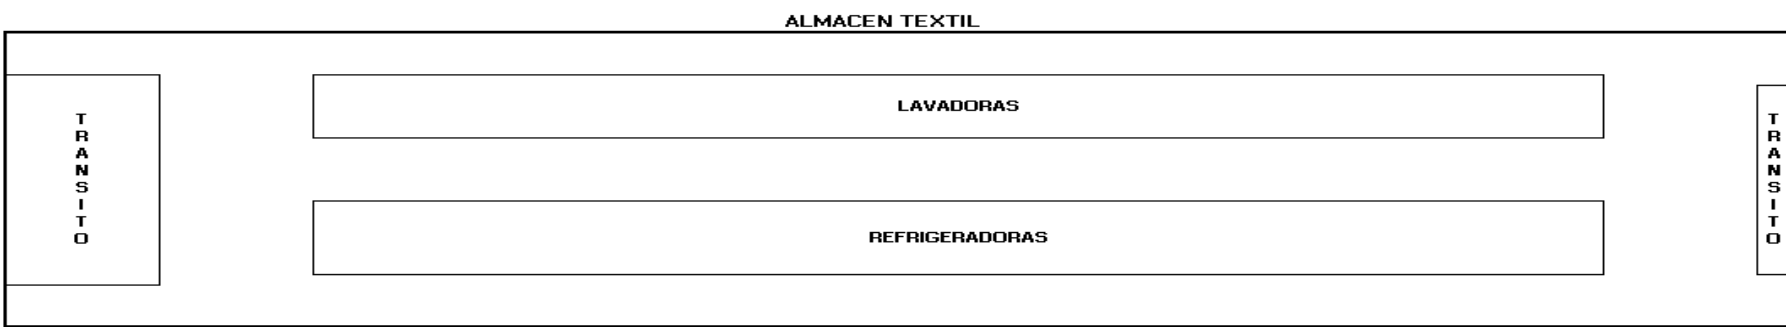 ALMACEN TEXTIL
TRANSITO
LAVADORAS
REFRIGERADORAS
TRANSITO